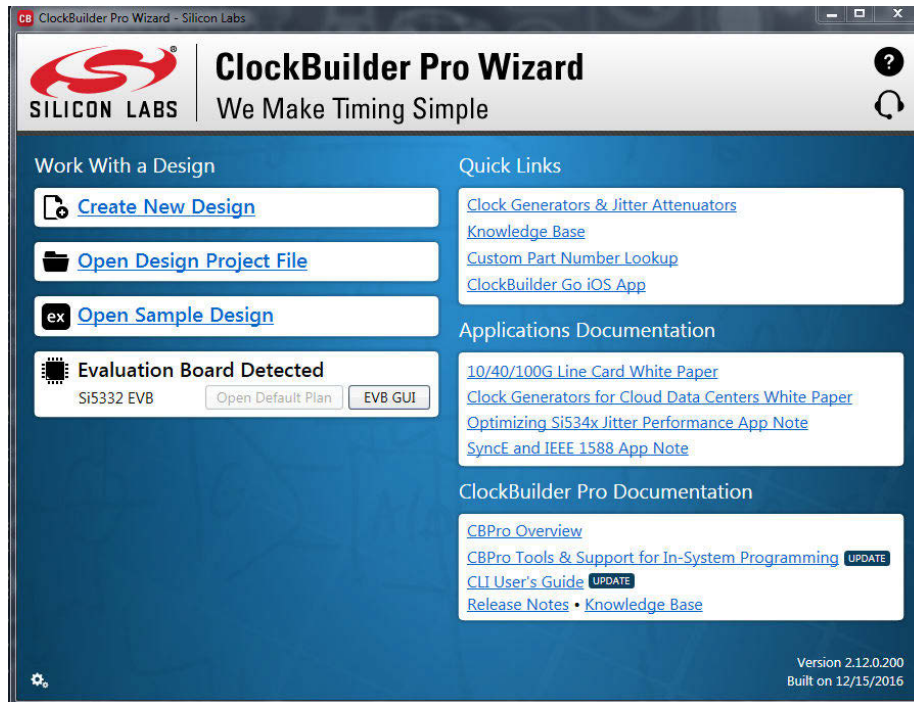 CB ClockBuilder Pro Wizard - Silicon Labs
SILICON LABS
ClockBuilder Pro Wizard
We Make Timing Simple
?
Work With a Design
Create New Design
Open Design Project File
ex Open Sample Design
Evaluation Board Detected
Si5332 EVB Open Default Plan EVB GUI
Quick Links
Clock Generators & Jitter Attenuators
Knowledge Base
Custom Part Number Lookup
ClockBuilder Go iOS App
Applications Documentation
10/40/100G Line Card White Paper
Clock Generators for Cloud Data Centers White Paper
Optimizing Si534x Jitter Performance App Note
SyncE and IEEE 1588 App Note
ClockBuilder Pro Documentation
CBPro Overview
CBPro Tools & Support for In-System Programming UPDATE
CLI User's Guide UPDATE
Release Notes • Knowledge Base
Version 2.12.0.200
Built on 12/15/2016